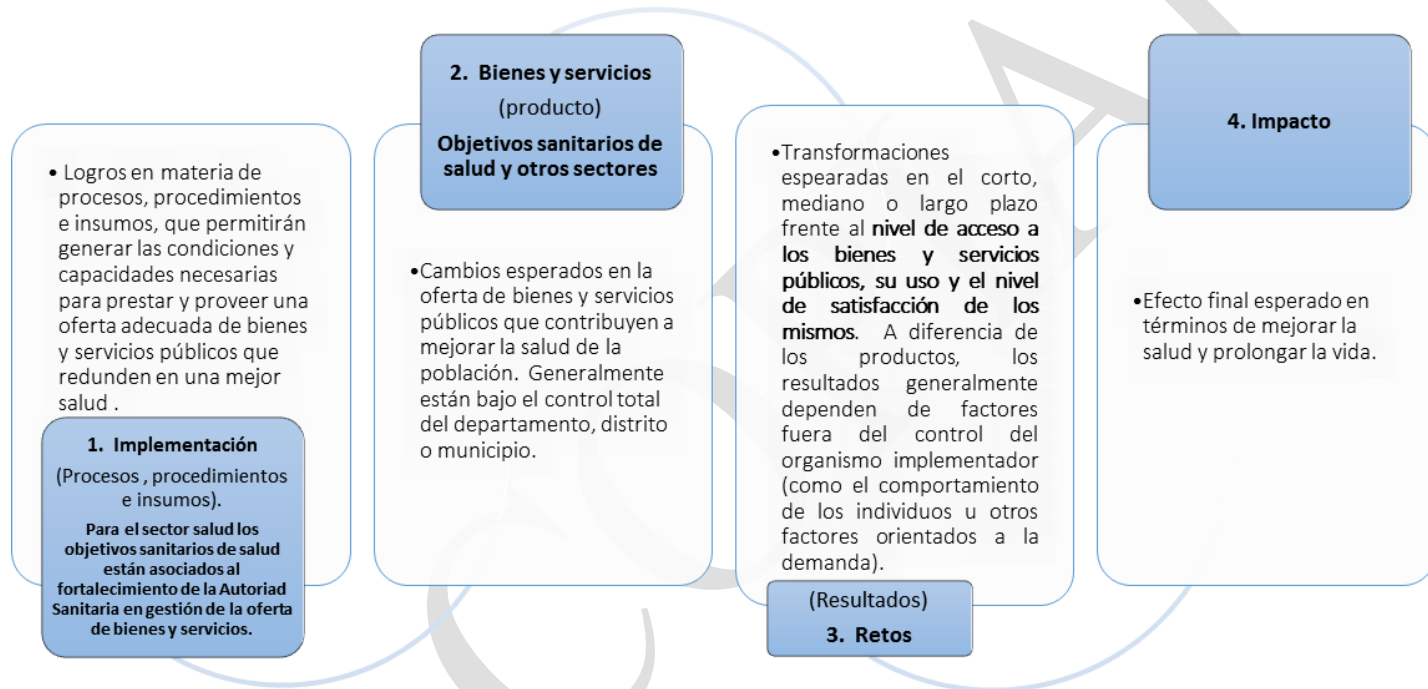 • Logros en materia de
procesos, procedimientos
e insumos, que permitirán
generar las condiciones y
capacidades necesarias
para prestar y proveer una
oferta adecuada de bienes
y servicios públicos que
redunden en una mejor
salud .
1. Implementación
(Procesos , procedimientos
e insumos).
Para el sector salud los
objetivos sanitarios de salud
están asociados al
fortalecimiento de la Autoriad
Sanitaria en gestión de la oferta
de bienes y servicios.
2. Bienes y servicios
(producto)
Objetivos sanitarios de
salud y otros sectores
•Cambios esperados en la
oferta de bienes y servicios
públicos que contribuyen a
mejorar la salud de la
población. Generalmente
están bajo el control total
del departamento, distrito
o municipio.
•Transformaciones
espearadas en el corto,
mediano o largo plazo
frente al nivel de acceso a
los bienes y servicios
públicos, su uso y el nivel
de satisfacción de los
mismos. A diferencia de
los productos, los
resultados generalmente
dependen de factores
fuera del control del
organismo implementador
(como el comportamiento
de los individuos u otros
factores orientados a la
demanda).
(Resultados)
3. Retos
4. Impacto
•Efecto final esperado en
términos de mejorar la
salud y prolongar la vida.